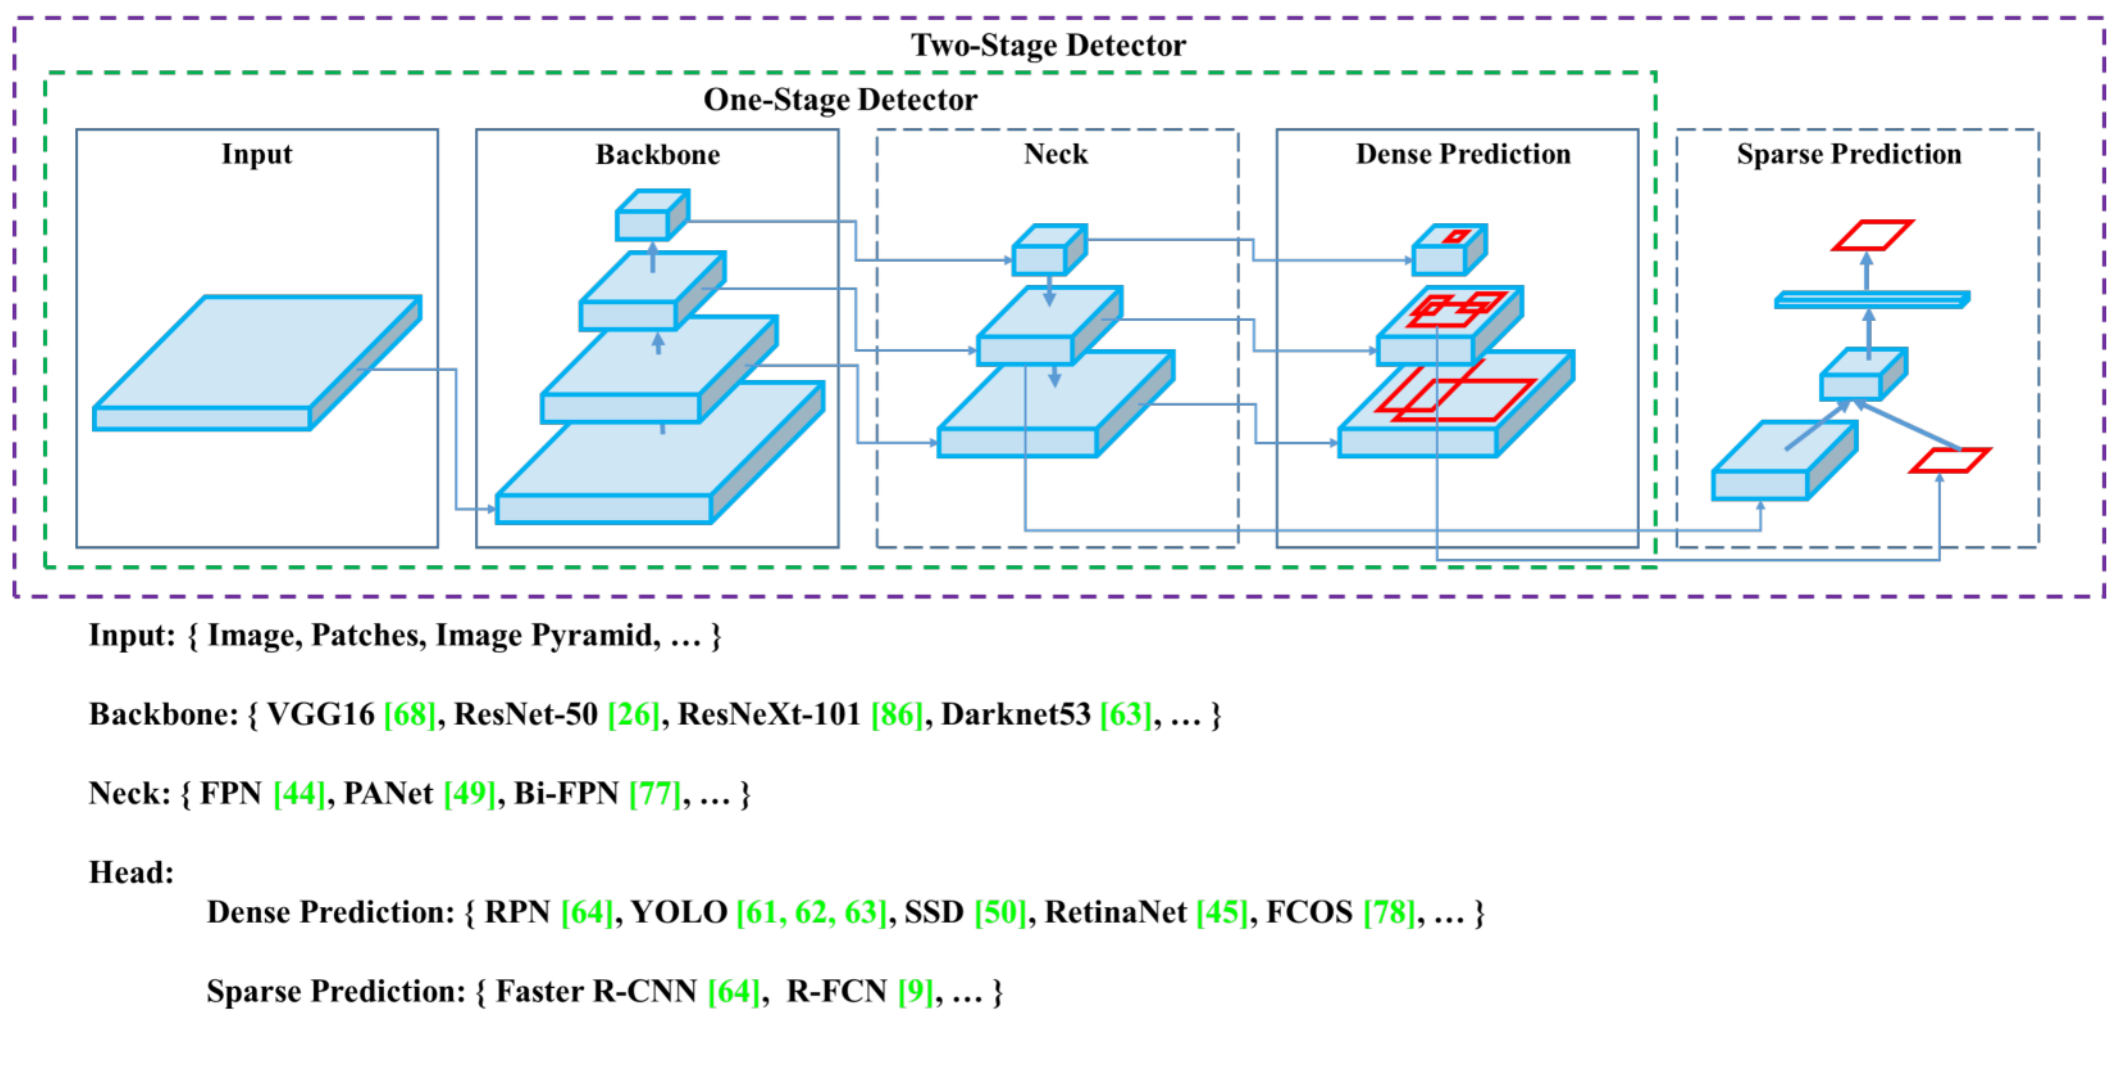 Two-Stage Detector
One-Stage Detector
Input
Backbone
Neck
Dense Prediction
Sparse Prediction
Input: { Image, Patches, Image Pyramid, … }
Backbone: { VGG16 [68], ResNet-50 [26], ResNeXt-101 [86], Darknet53 [63], … }
Neck: { FPN [44], PANet [49], Bi-FPN [77], … }
Head:
Dense Prediction: { RPN [64], YOLO [61, 62, 63], SSD [50], RetinaNet [45], FCOS [78], … }
Sparse Prediction: { Faster R-CNN [64], R-FCN [9], … }